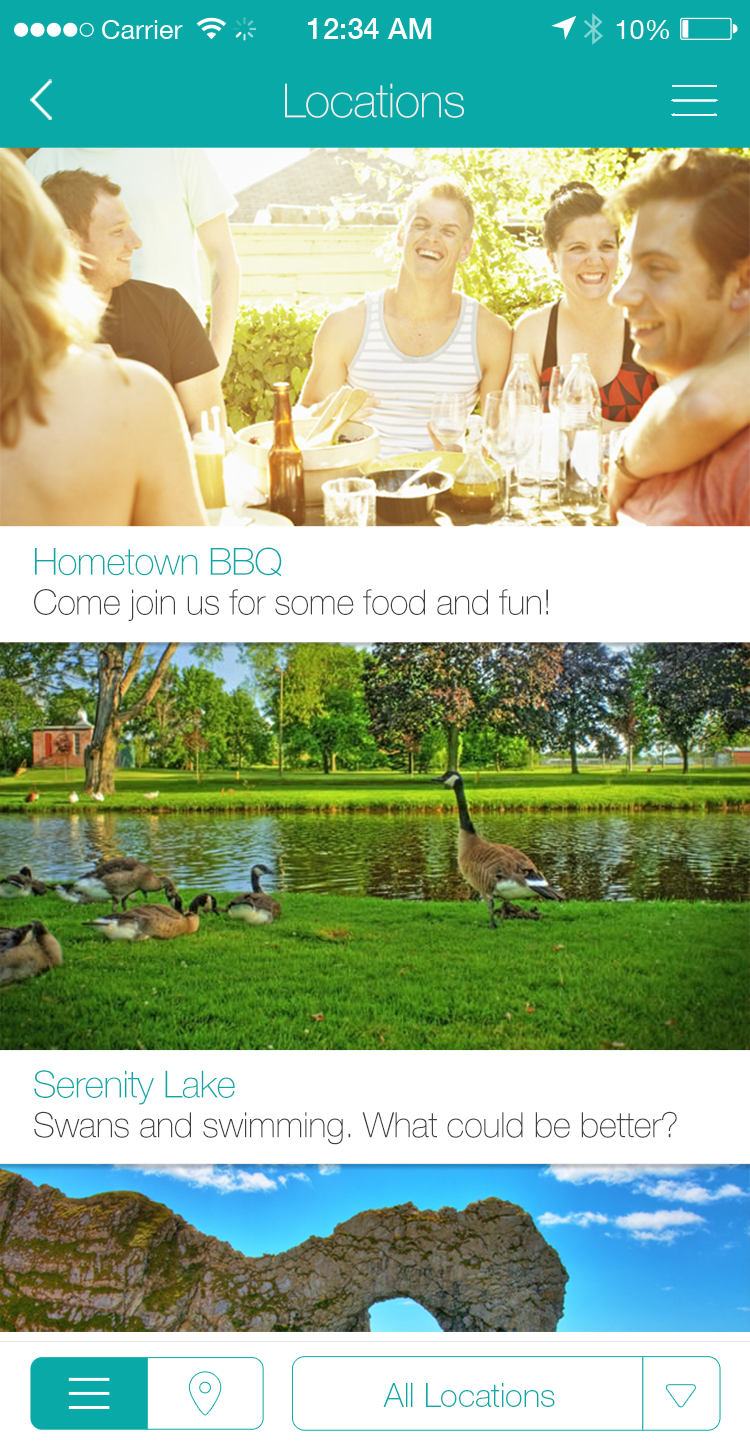 Carrier 12:34 AM 10%
Locations
Hometown BBQ
Come join us for some food and fun!
Serenity Lake
Swans and swimming. What could be better?
All Locations